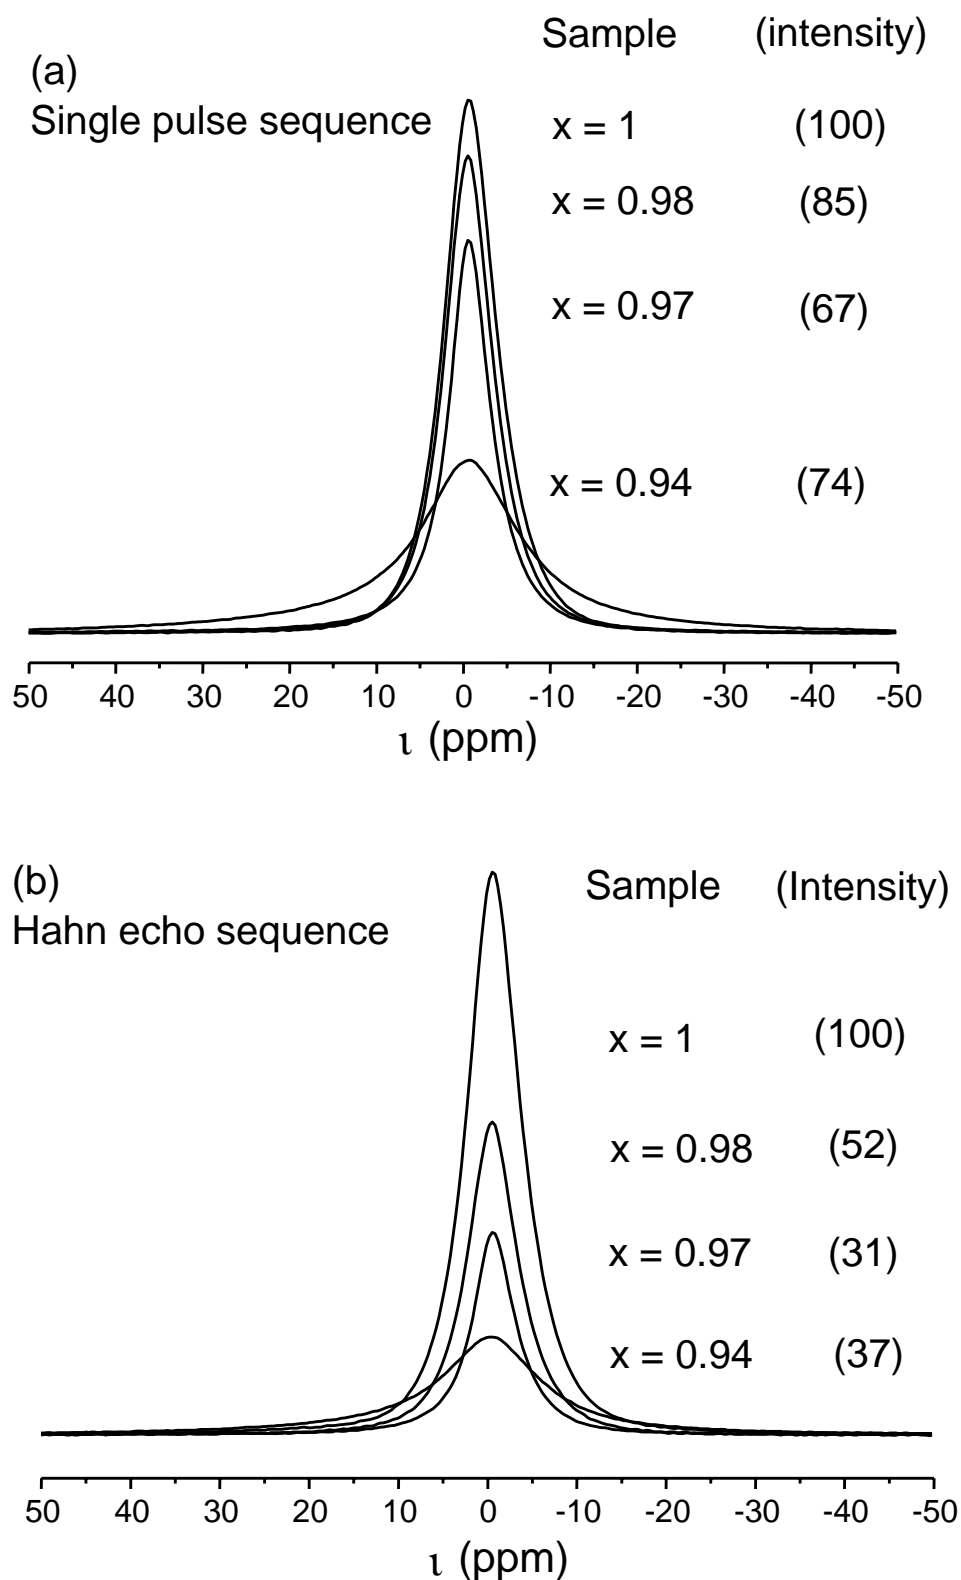 Sample (intensity)
(a)
Single pulse sequence
x = 1 (100)
x = 0.98 (85)
x = 0.97 (67)
x = 0.94 (74)
50 40 30 20 10 0 -10 -20 -30 -40 -50
ι (ppm)
(b)
Hahn echo sequence
Sample (Intensity)
x = 1 (100)
x = 0.98 (52)
x = 0.97 (31)
x = 0.94 (37)
50 40 30 20 10 0 -10 -20 -30 -40 -50
ι (ppm)